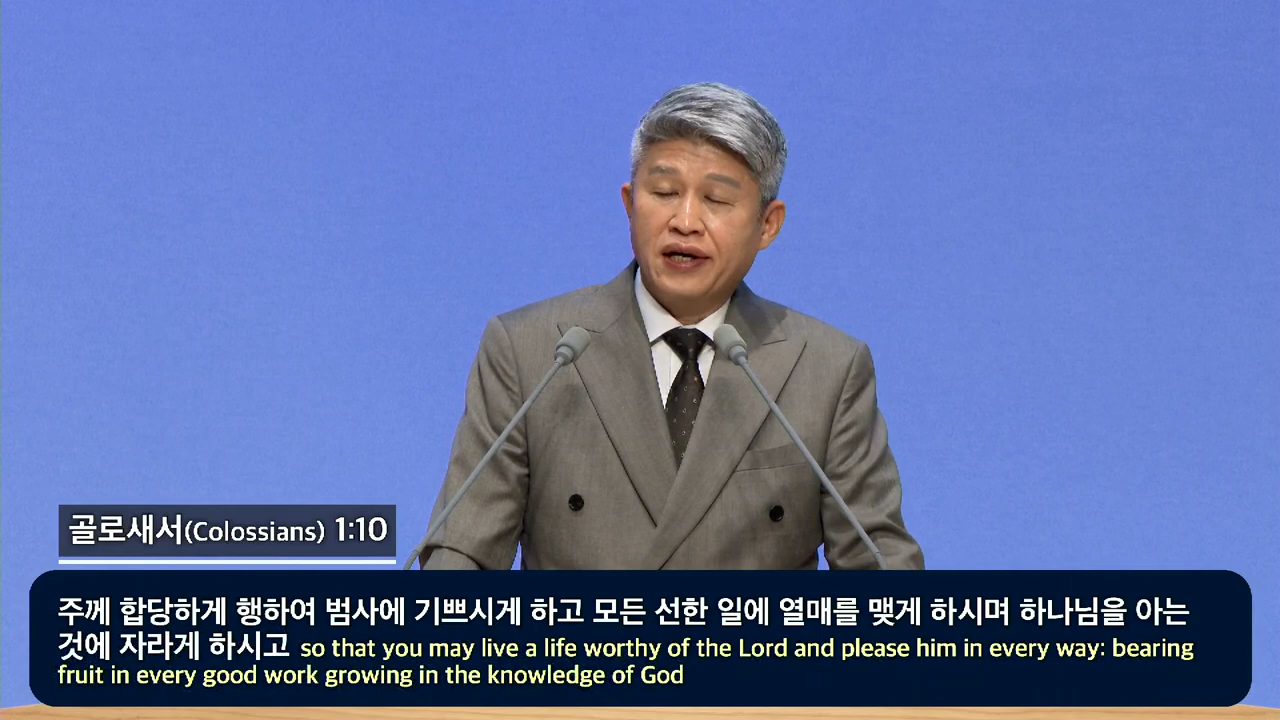 골로새서(Colossians) 1:10
주께 합당하게 행하여 범사에 기쁘시게 하고 모든 선한 일에 열매를 맺게 하시며 하나님을 아는
것에 자라게 하시고 so that you may live a life worthy of the Lord and please him in every way: bearing
fruit in every good work growing in the knowledge of God